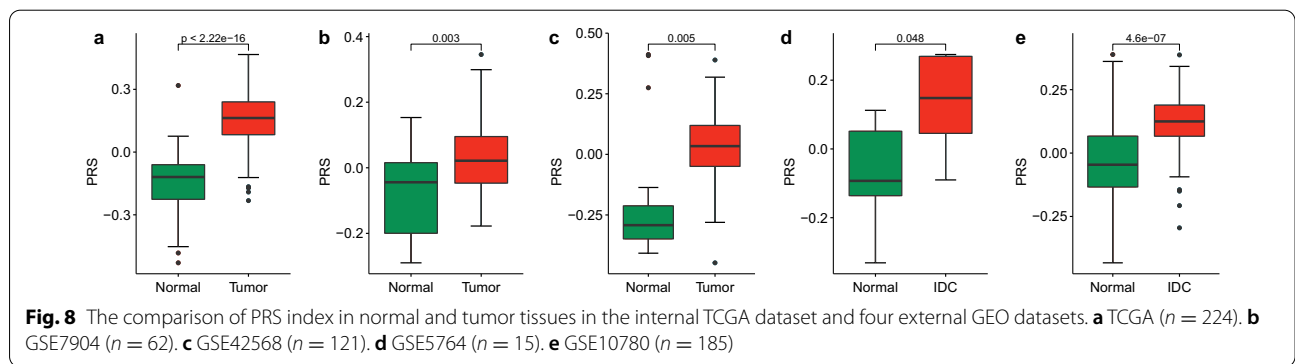 a
p < 2.22e−16
PRS
0.3
0.0
−0.3
Normal Tumor
b
0.003
PRS
0.4
0.2
0.0
−0.2
Normal Tumor
c
0.005
PRS
0.50
0.25
0.00
−0.25
Normal Tumor
d
0.048
PRS
0.2
0.0
−0.2
Normal IDC
e
4.6e−07
PRS
0.25
0.00
−0.25
Normal IDC
Fig. 8 The comparison of PRS index in normal and tumor tissues in the internal TCGA dataset and four external GEO datasets. a TCGA (n = 224). b
GSE7904 (n = 62). c GSE42568 (n = 121). d GSE5764 (n = 15). e GSE10780 (n = 185)